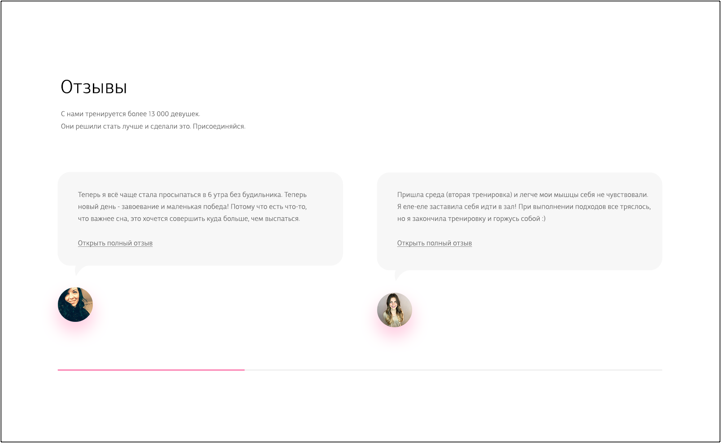 Отзывы
С нами тренируется более 13 000 девушек.
Они решили стать лучше и сделали это. Присоединяйся.
Теперь я всё чаще стала просыпаться в 6 утра без будильника. Теперь
новый день - завоевание и маленькая победа! Потому что есть что-то,
что важнее сна, это хочется совершить куда больше, чем выспаться.
Открыть полный отзыв
Пришла среда (вторая тренировка) и легче мои мышцы себя не чувствовали.
Я еле-еле заставила себя идти в зал! При выполнении подходов все тряслось,
но я закончила тренировку и горжусь собой :)
Открыть полный отзыв